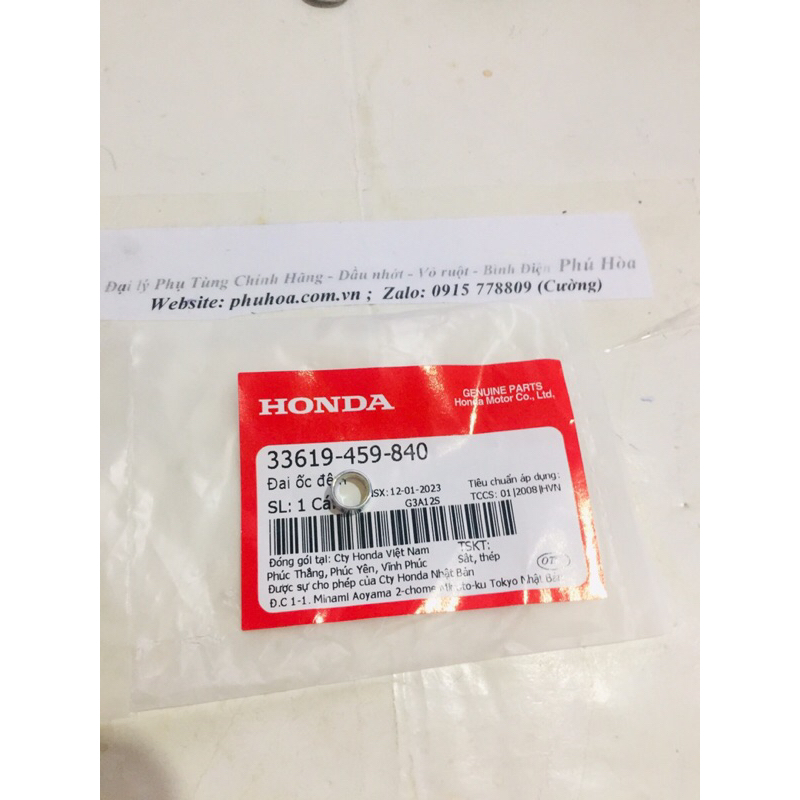 Đại lý Phụ Tùng Chính Hãng - Dầu nhớt - Vỏ ruột - Bình Điện Phú Hòa
Website: phuhoa.com.vn ; Zalo: 0915 778809 (Cường)
HONDA
GENUINE PARTS
Honda Motor Co., Ltd.
33619-459-840
Đai ốc
SL: 1
NSX: 12-01-2023
G3A12S
Tiêu chuẩn áp dụng:
TCCS: 01|2008|HVN
Đóng gói tại: Cty Honda Việt Nam
Phúc Thắng, Phúc Yên, Vĩnh Phúc
TSKT:
Sắt, thép
Được sự cho phép của Cty Honda Nhật Bản
Đ.C 1-1. Minami Aoyama 2-chome Tokyo Nhật Bản